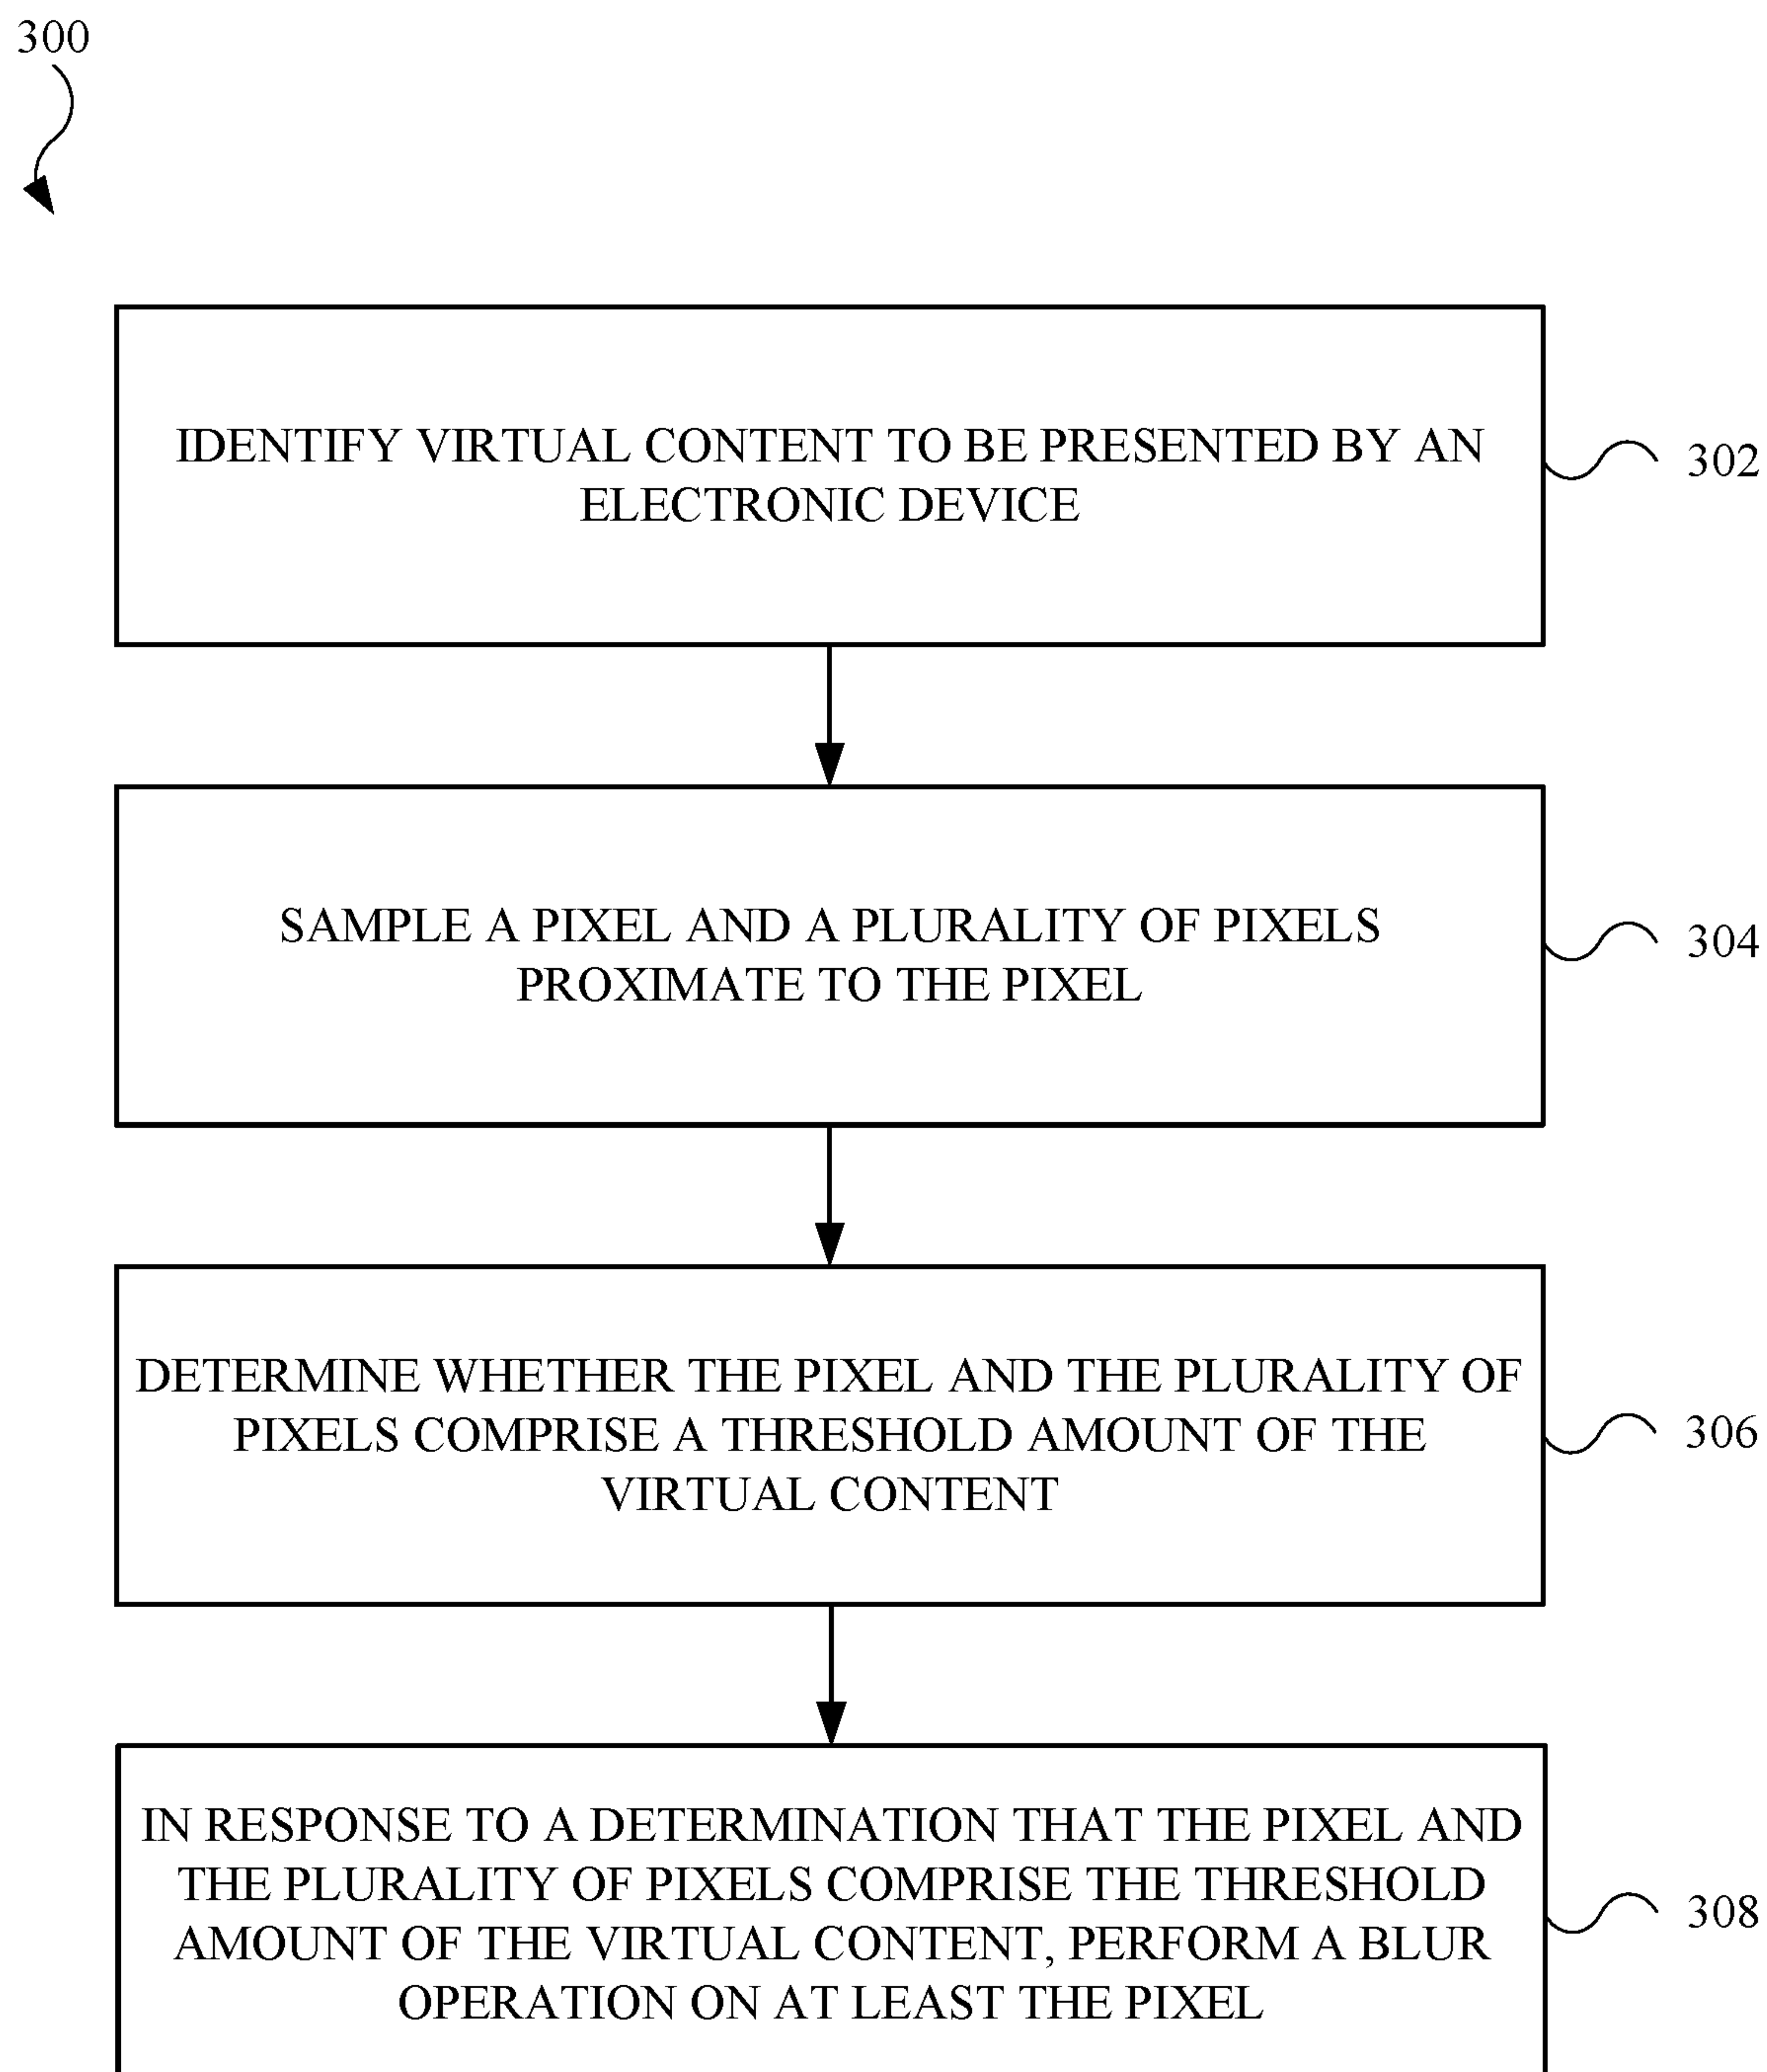 300
IDENTIFY VIRTUAL CONTENT TO BE PRESENTED BY AN
ELECTRONIC DEVICE
302
SAMPLE A PIXEL AND A PLURALITY OF PIXELS
PROXIMATE TO THE PIXEL
304
DETERMINE WHETHER THE PIXEL AND THE PLURALITY OF
PIXELS COMPRISE A THRESHOLD AMOUNT OF THE
VIRTUAL CONTENT
306
IN RESPONSE TO A DETERMINATION THAT THE PIXEL AND
THE PLURALITY OF PIXELS COMPRISE THE THRESHOLD
AMOUNT OF THE VIRTUAL CONTENT, PERFORM A BLUR
OPERATION ON AT LEAST THE PIXEL
308